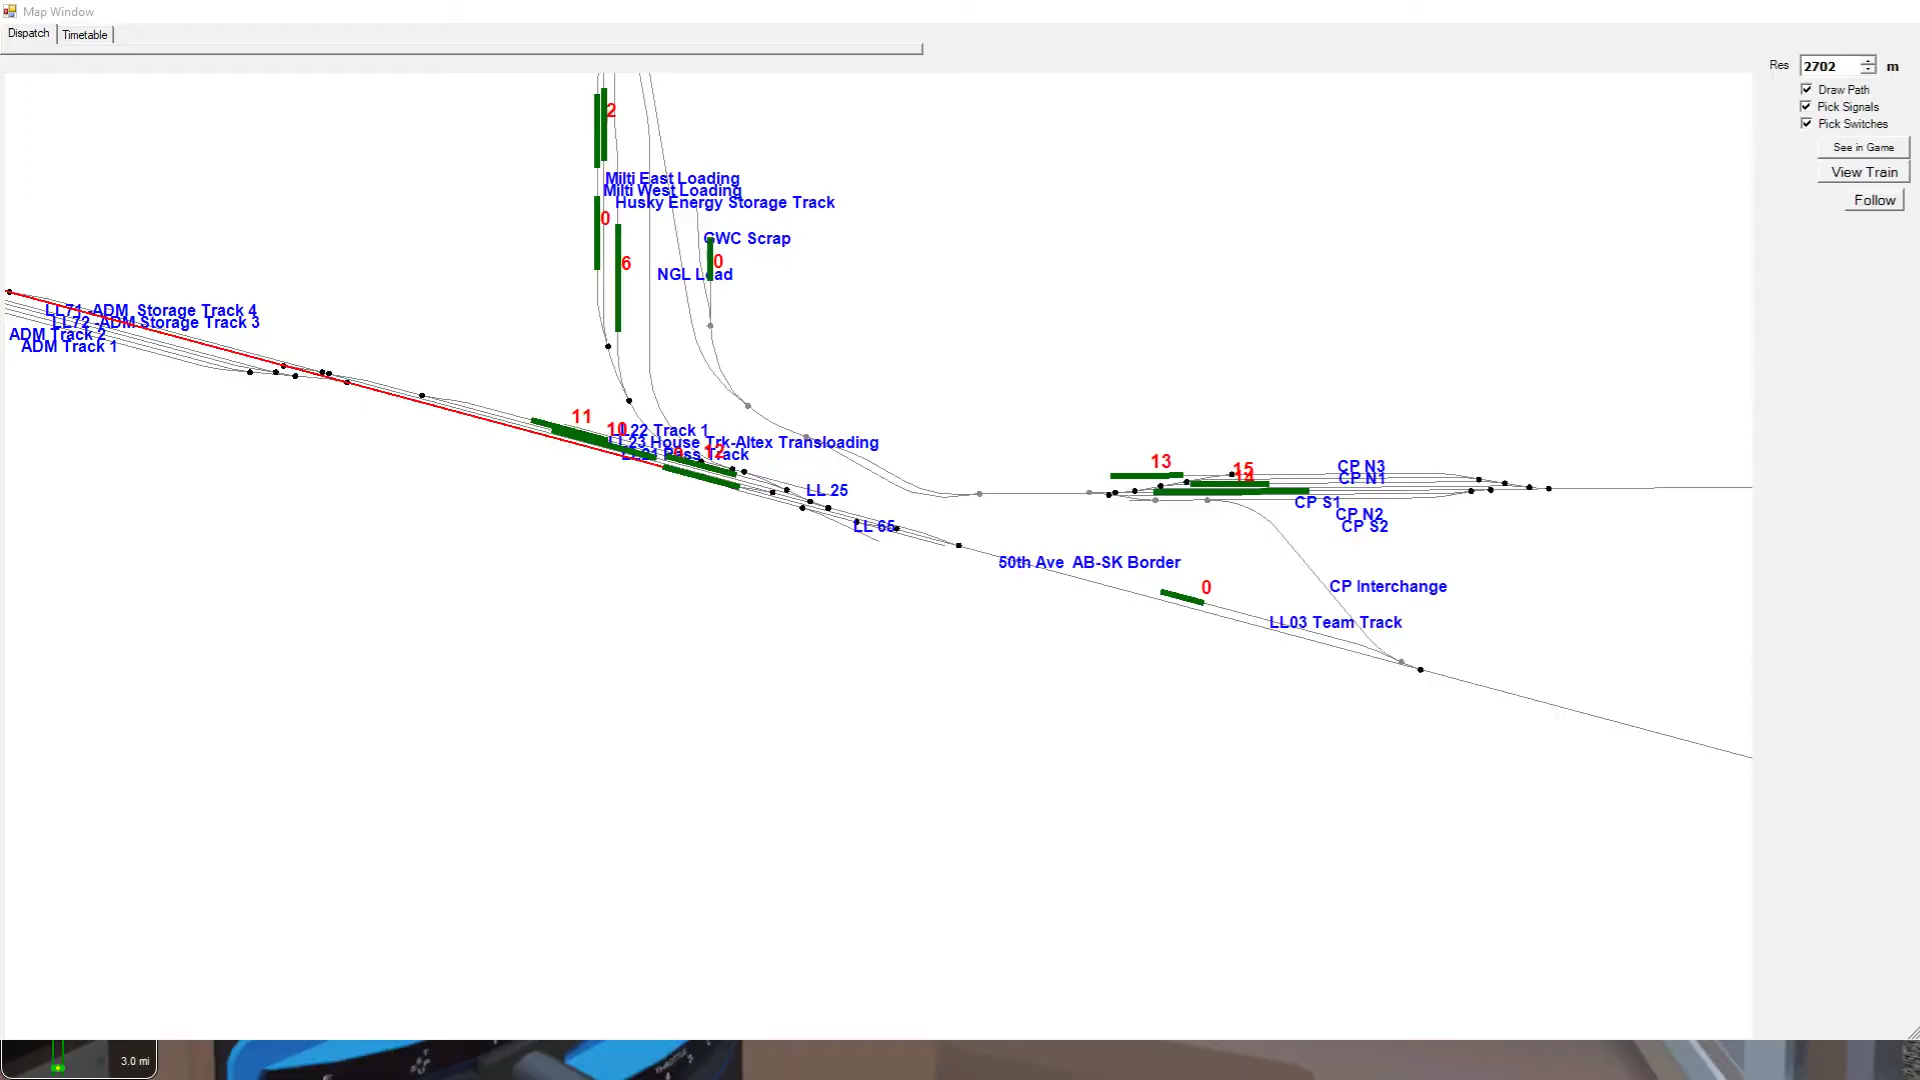 Map Window
Dispatch
Timetable
Res
2702
m
Draw Path
Pick Signals
Pick Switches
See in Game
View Train
Follow
2
Milti East Loading
Milti West Loading
Husky Energy Storage Track
0
GWC Scrap
6
0
NGL Load
LL71 -ADM Storage Track 4
LL72 -ADM Storage Track 3
ADM Track 2
ADM Track 1
11
10
LL22 Track 1
LL23 House Trk-Altex Transloading
12
LL21 Pass Track
LL 25
LL 65
13
15
14
CP N3
CP N1
CP S1
CP N2
CP S2
50th Ave AB-SK Border
0
CP Interchange
LL03 Team Track
3.0 mi
THROTTLE